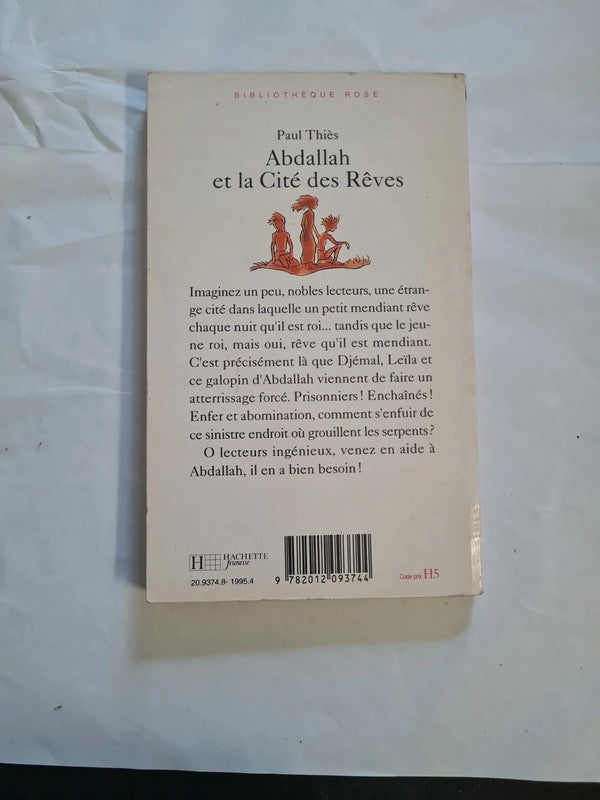 BIBLIOTHÈQUE ROSE
Paul Thiès
Abdallah
et la Cité des Rêves
Imaginez un peu, nobles lecteurs, une étran-
ge cité dans laquelle un petit mendiant rêve
chaque nuit qu'il est roi... tandis que le jeu-
ne roi, mais oui, rêve qu'il est mendiant.
C'est précisément là que Djémal, Leïla et
ce galopin d'Abdallah viennent de faire un
atterrissage forcé. Prisonniers ! Enchaînés !
Enfer et abomination, comment s'enfuir de
ce sinistre endroit où grouillent les serpents ?
O lecteurs ingénieux, venez en aide à
Abdallah, il en a bien besoin !
H HACHETTE
Jeunesse
20.9374.8- 1995.4
9 782012 093744
Code prix H5